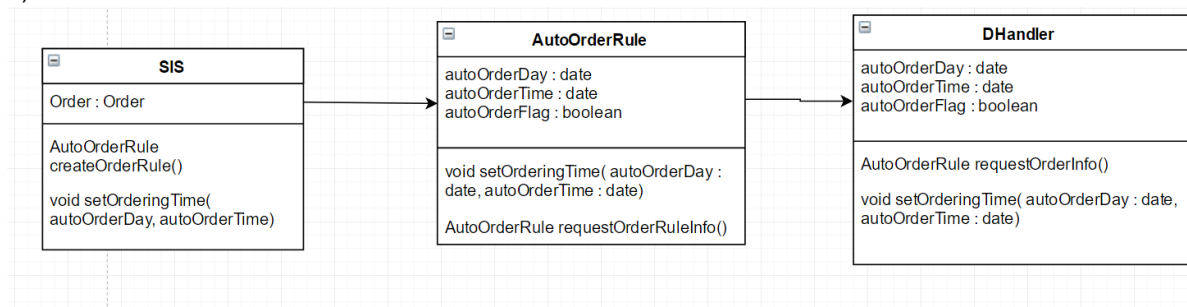 SIS
Order : Order
AutoOrderRule
createOrderRule()
void setOrderingTime(
autoOrderDay, autoOrderTime)
AutoOrderRule
autoOrderDay : date
autoOrderTime : date
autoOrderFlag : boolean
void setOrderingTime( autoOrderDay :
date, autoOrderTime : date)
AutoOrderRule requestOrderRuleInfo()
DHandler
autoOrderDay : date
autoOrderTime : date
autoOrderFlag : boolean
AutoOrderRule requestOrderInfo()
void setOrderingTime( autoOrderDay : date,
autoOrderTime : date)